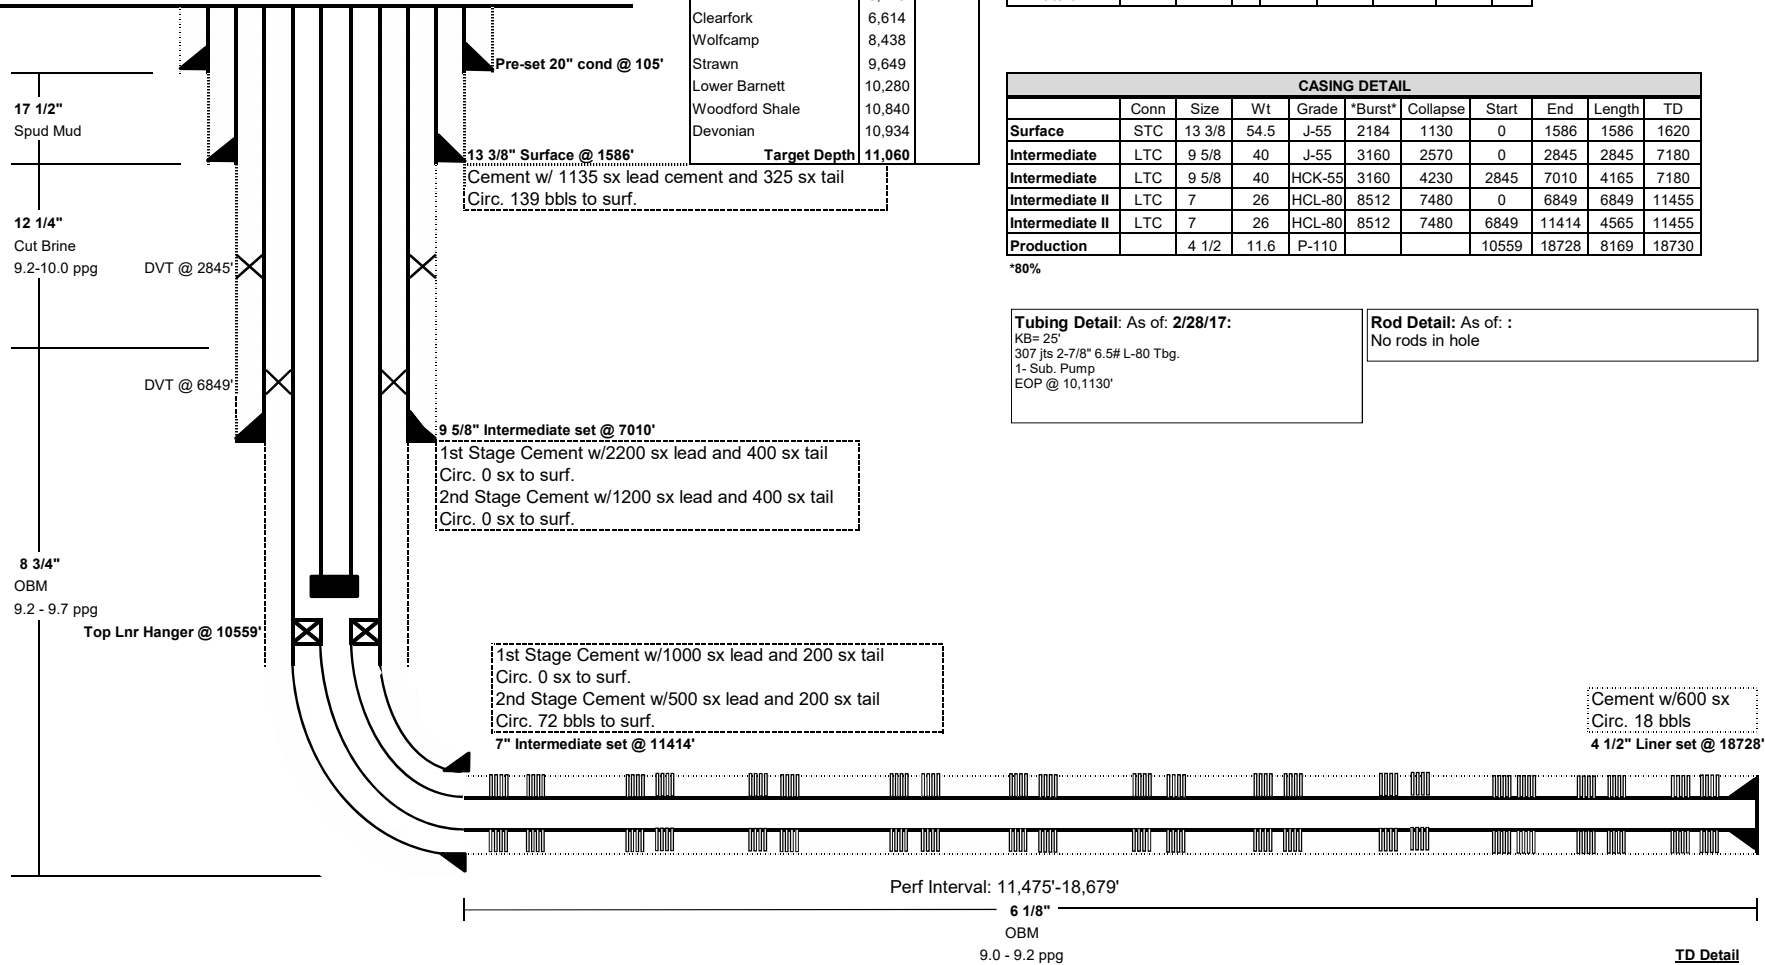 Clearfork 6,614
Wolfcamp 8,438
Strawn 9,649
Lower Barnett 10,280
Woodford Shale 10,840
Devonian 10,934
Target Depth 11,060
Pre-set 20" cond @ 105'
17 1/2"
Spud Mud
13 3/8" Surface @ 1586'
Cement w/ 1135 sx lead cement and 325 sx tail
Circ. 139 bbls to surf.
12 1/4"
Cut Brine
9.2-10.0 ppg
DVT @ 2845'
DVT @ 6849'
CASING DETAIL
Conn Size Wt Grade *Burst* Collapse Start End Length TD
Surface STC 13 3/8 54.5 J-55 2184 1130 0 1586 1586 1620
Intermediate LTC 9 5/8 40 J-55 3160 2570 0 2845 2845 7180
Intermediate LTC 9 5/8 40 HCK-55 3160 4230 2845 7010 4165 7180
Intermediate II LTC 7 26 HCL-80 8512 7480 0 6849 6849 11455
Intermediate II LTC 7 26 HCL-80 8512 7480 6849 11414 4565 11455
Production 4 1/2 11.6 P-110 10559 18728 8169 18730
*80%
Tubing Detail: As of: 2/28/17:
KB= 25'
307 jts 2-7/8" 6.5# L-80 Tbg.
1- Sub. Pump
EOP @ 10,1130'
Rod Detail: As of: :
No rods in hole
9 5/8" Intermediate set @ 7010'
1st Stage Cement w/2200 sx lead and 400 sx tail
Circ. 0 sx to surf.
2nd Stage Cement w/1200 sx lead and 400 sx tail
Circ. 0 sx to surf.
8 3/4"
OBM
9.2 - 9.7 ppg
Top Lnr Hanger @ 10559'
1st Stage Cement w/1000 sx lead and 200 sx tail
Circ. 0 sx to surf.
2nd Stage Cement w/500 sx lead and 200 sx tail
Circ. 72 bbls to surf.
7" Intermediate set @ 11414'
Cement w/600 sx
Circ. 18 bbls
4 1/2" Liner set @ 18728'
Perf Interval: 11,475'-18,679'
6 1/8"
OBM
9.0 - 9.2 ppg
TD Detail